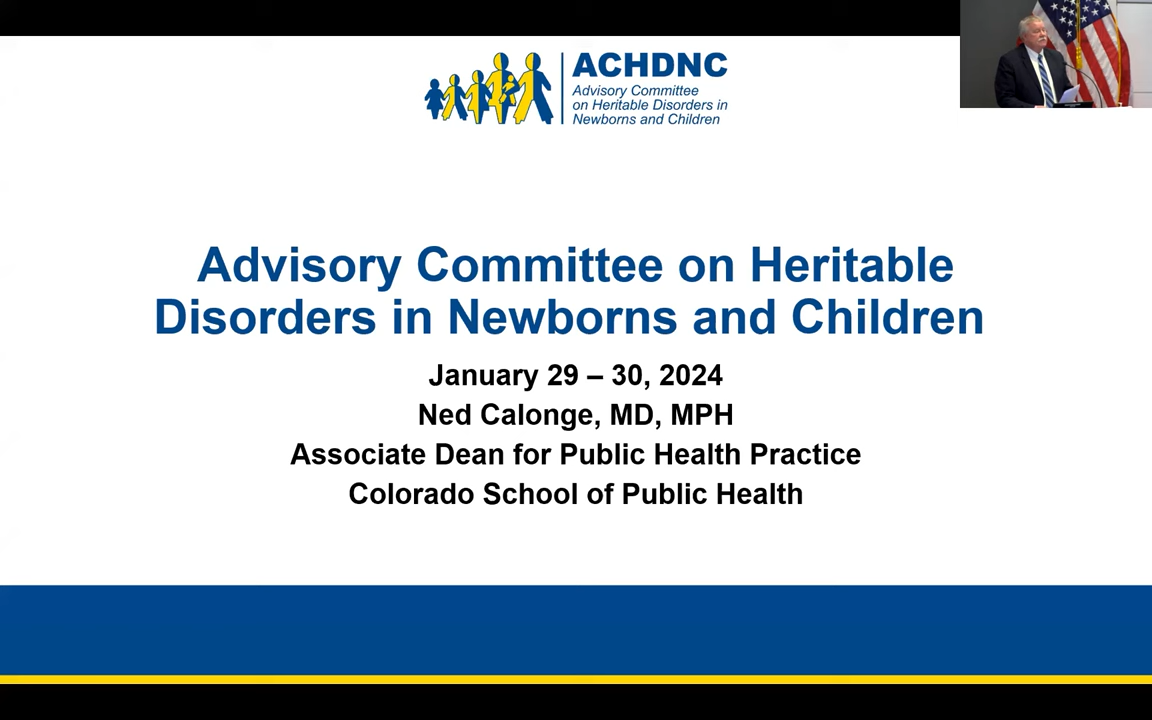 ACHDNC
Advisory Committee
on Heritable Disorders in
Newborns and Children
Advisory Committee on Heritable
Disorders in Newborns and Children
January 29 – 30, 2024
Ned Calonge, MD, MPH
Associate Dean for Public Health Practice
Colorado School of Public Health